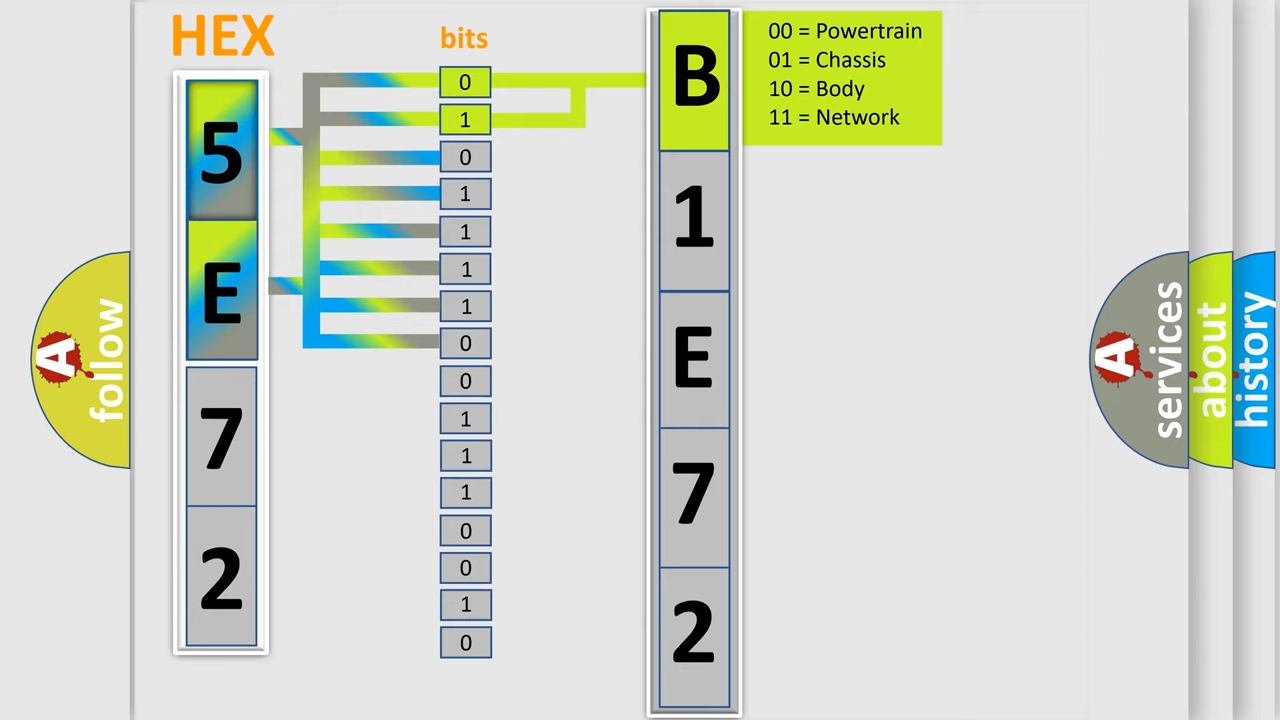 HEX
bits
5
E
7
2
0
1
0
1
1
1
1
0
0
1
1
1
0
0
1
0
B
1
E
7
2
00 = Powertrain
01 = Chassis
10 = Body
11 = Network
A
follow
A
services
about
history